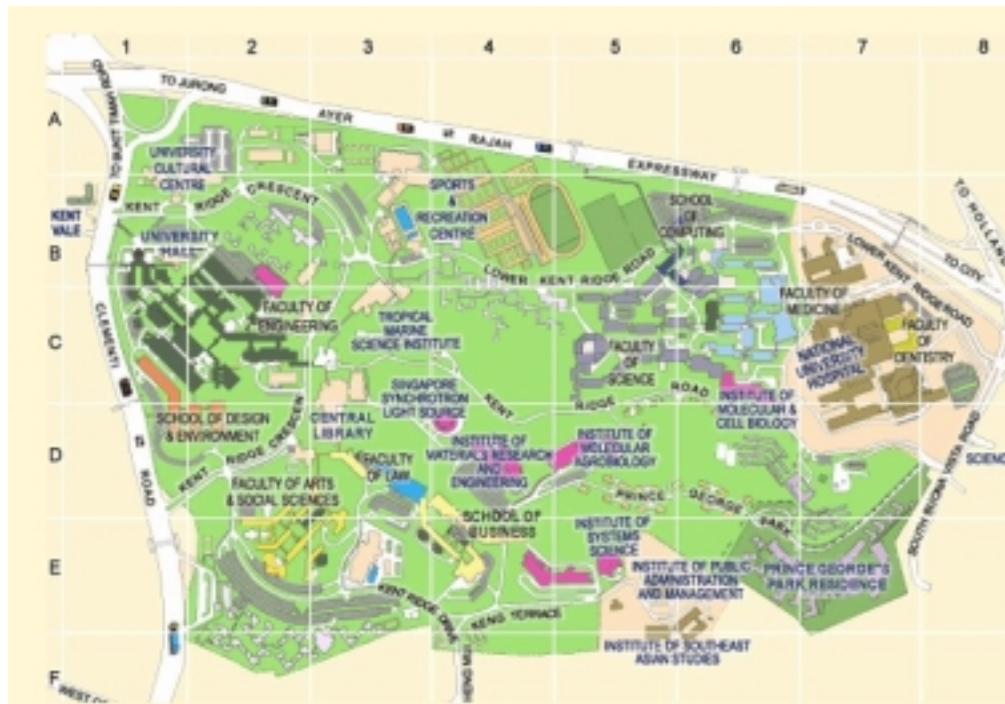 1 2 3 4 5 6 7 8
A
B
C
D
E
F
TO JURONG
AYER
RAJAH
EXPRESSWAY
TO BUKIT TIMAH ROAD
UNIVERSITY
CULTURAL
CENTRE
KENT
RIDGE
CRESCENT
SPORTS
&
RECREATION
CENTRE
SCHOOL
OF
COMPUTING
TO CITY
KENT
VALE
UNIVERSITY
LOWER KENT RIDGE ROAD
LOWER KENT RIDGE ROAD
FACULTY OF
ENGINEERING
FACULTY OF
MEDICINE
CLEMENTI
ROAD
TROPICAL
MARINE
SCIENCE INSTITUTE
FACULTY
OF
SCIENCE
NATIONAL
UNIVERSITY
HOSPITAL
FACULTY
OF
DENTISTRY
SINGAPORE
SYNCHROTRON
LIGHT SOURCE
KENT
RIDGE
ROAD
INSTITUTE OF
MOLECULAR &
CELL BIOLOGY
SCHOOL OF DESIGN
& ENVIRONMENT
CENTRAL
LIBRARY
KENT RIDGE CRESCEN
INSTITUTE OF
MATERIALS RESEARCH
AND
ENGINEERING
INSTITUTE OF
MOLECULAR
AGROBIOLOGY
FACULTY
OF LAW
FACULTY OF ARTS
& SOCIAL SCIENCES
PRINCE
GEORGE'S
PARK
SOUTH BUONA VISTA ROAD
SCHOOL OF
BUSINESS
INSTITUTE OF
SYSTEMS
SCIENCE
INSTITUTE OF PUBLIC
ADMINISTRATION
AND MANAGEMENT
PRINCE GEORGE'S
PARK RESIDENCE
KENT RIDGE DRIVE
TERRACE
INSTITUTE OF SOUTHEAST
ASIAN STUDIES